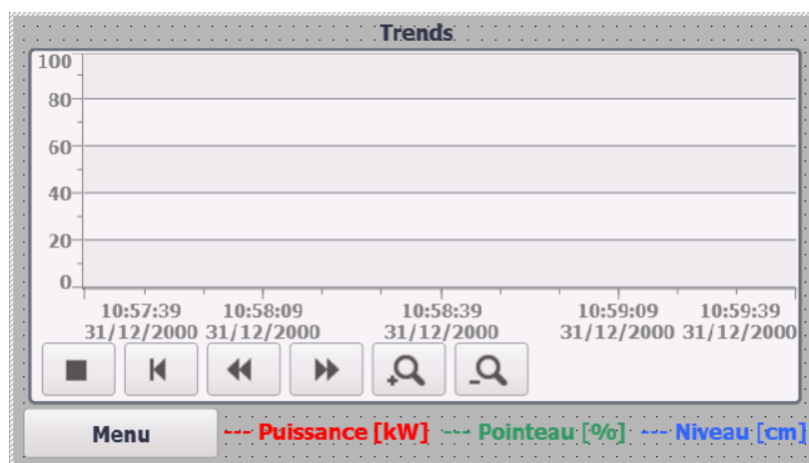 Trends
100
80
60
40
20
0
10:57:39 10:58:09 10:58:39 10:59:09 10:59:39
31/12/2000 31/12/2000 31/12/2000 31/12/2000 31/12/2000
Menu --- Puissance [kW] --- Pointeau [%] --- Niveau [cm]